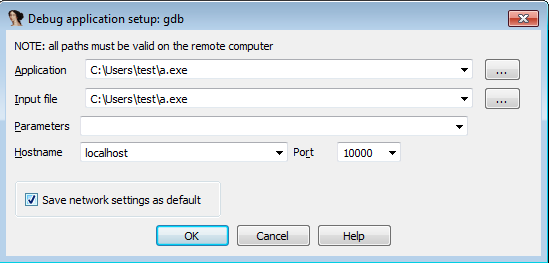 Debug application setup: gdb
NOTE: all paths must be valid on the remote computer
Application C:\Users\test\a.exe ...
Input file C:\Users\test\a.exe ...
Parameters
Hostname localhost Port 10000
Save network settings as default
OK Cancel Help